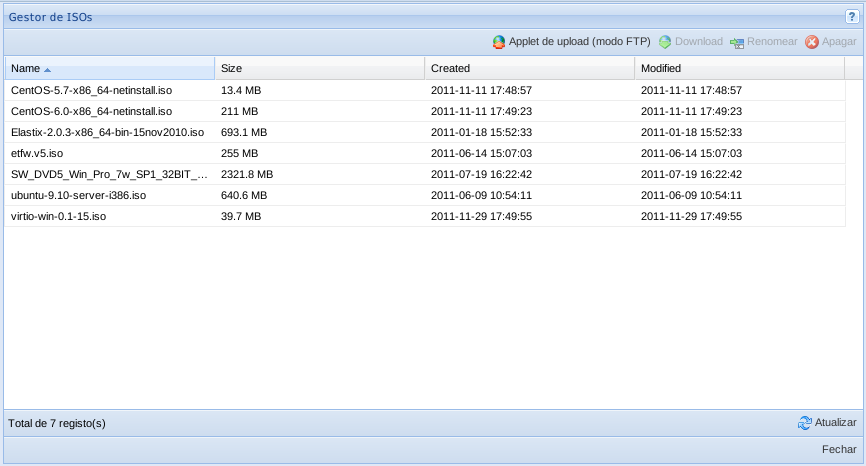 Gestor de ISOs ?
Applet de upload (modo FTP) Download Renomear Apagar
Name Size Created Modified
CentOS-5.7-x86_64-netinstall.iso 13.4 MB 2011-11-11 17:48:57 2011-11-11 17:48:57
CentOS-6.0-x86_64-netinstall.iso 211 MB 2011-11-11 17:49:23 2011-11-11 17:49:23
Elastix-2.0.3-x86_64-bin-15nov2010.iso 693.1 MB 2011-01-18 15:52:33 2011-01-18 15:52:33
etfw.v5.iso 255 MB 2011-06-14 15:07:03 2011-06-14 15:07:03
SW_DVD5_Win_Pro_7w_SP1_32BIT_... 2321.8 MB 2011-07-19 16:22:42 2011-07-19 16:22:42
ubuntu-9.10-server-i386.iso 640.6 MB 2011-06-09 10:54:11 2011-06-09 10:54:11
virtio-win-0.1-15.iso 39.7 MB 2011-11-29 17:49:55 2011-11-29 17:49:55
Total de 7 registo(s) Atualizar
Fechar